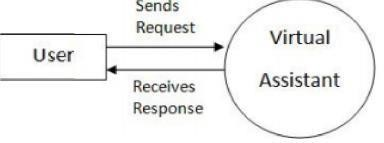 Sends
Request
User
Virtual
Assistant
Receives
Response